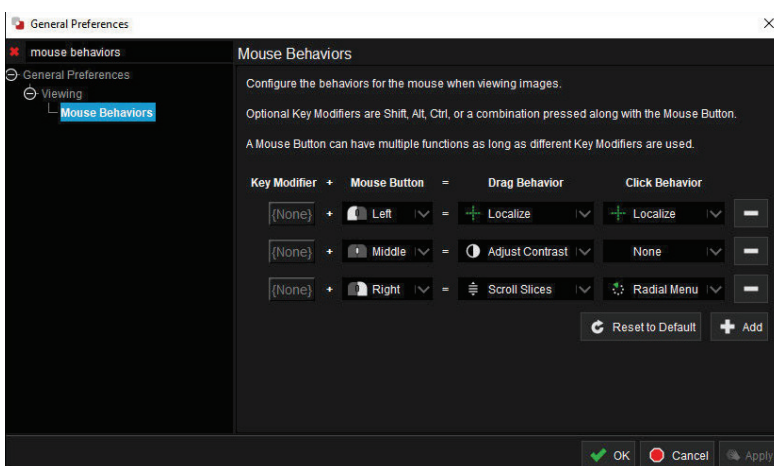 General Preferences
mouse behaviors
General Preferences
Viewing
Mouse Behaviors
Mouse Behaviors
Configure the behaviors for the mouse when viewing images.
Optional Key Modifiers are Shift, Alt, Ctrl, or a combination pressed along with the Mouse Button.
A Mouse Button can have multiple functions as long as different Key Modifiers are used.
Key Modifier + Mouse Button = Drag Behavior Click Behavior
{None} + Left = Localize Localize
{None} + Middle = Adjust Contrast None
{None} + Right = Scroll Slices Radial Menu
Reset to Default Add
OK Cancel Apply